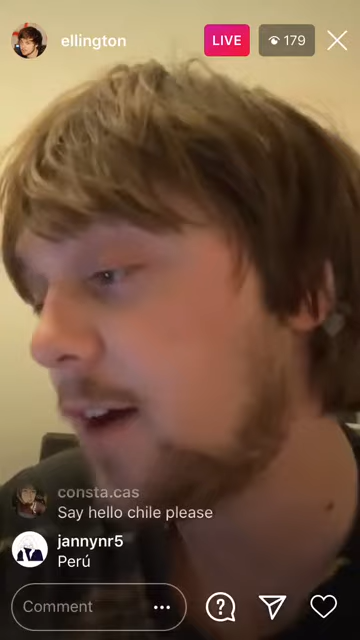 ellington
LIVE
179
consta.cas
Say hello chile please
jannynr5
Perú
Comment